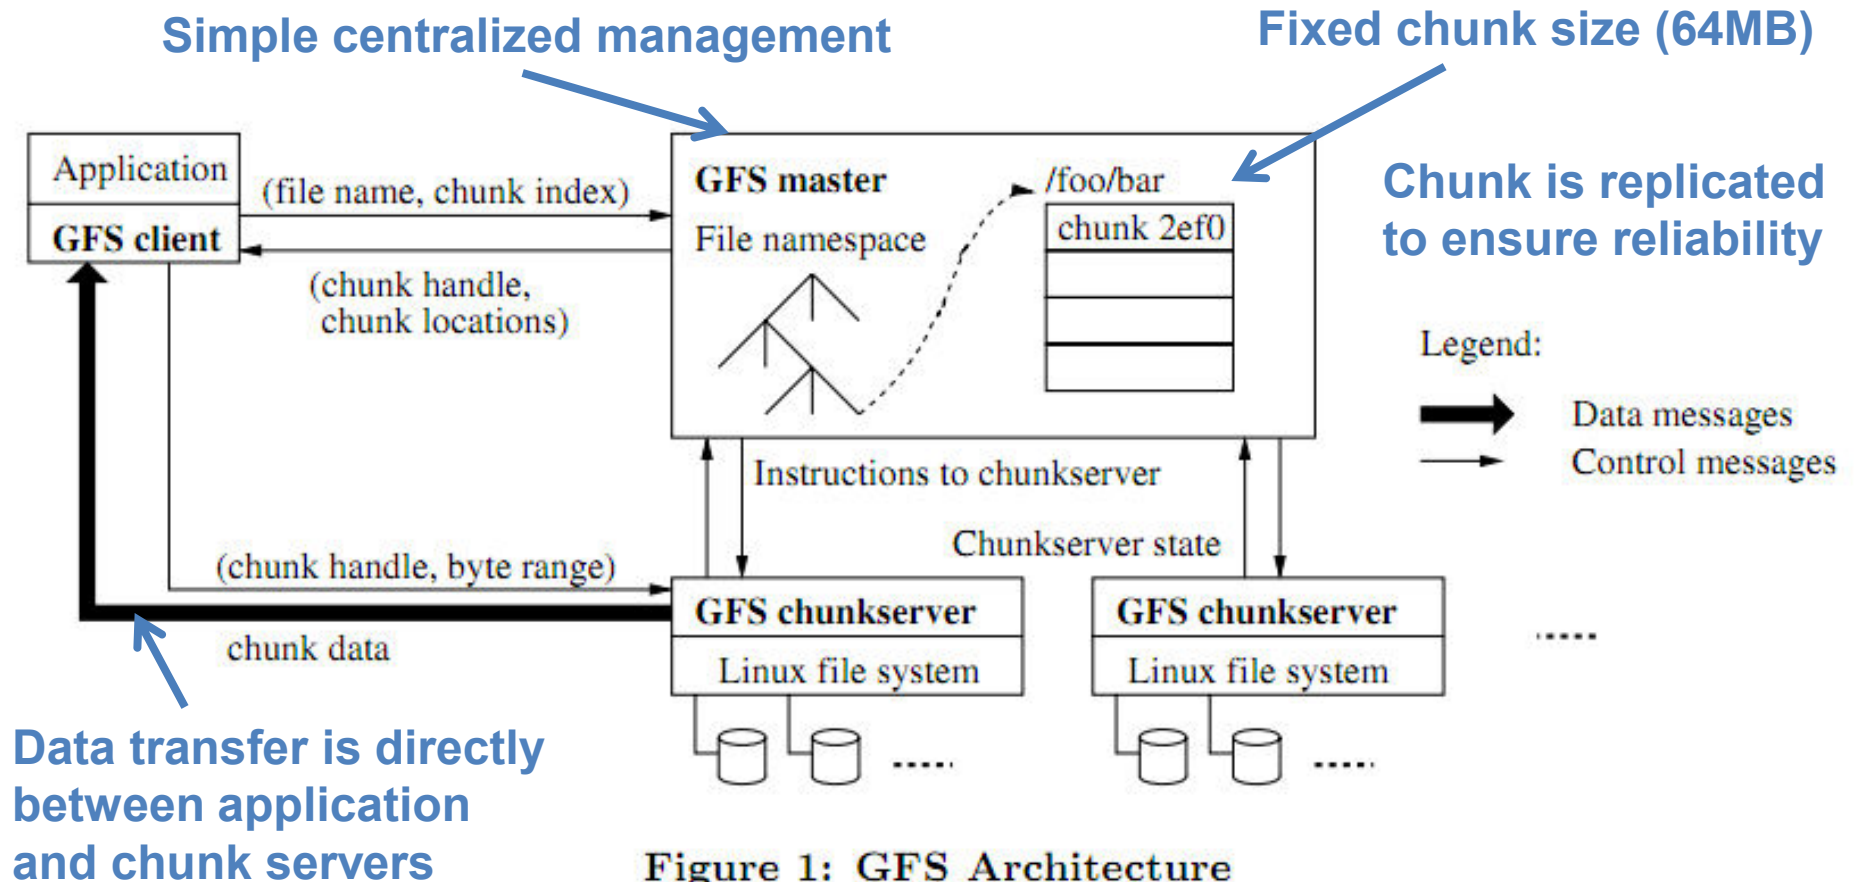 Simple centralized management
Fixed chunk size (64MB)
Application
GFS client
(file name, chunk index)
(chunk handle,
chunk locations)
GFS master
File namespace
/foo/bar
chunk 2ef0
Chunk is replicated
to ensure reliability
Legend:
Data messages
Control messages
Instructions to chunkserver
Chunkserver state
(chunk handle, byte range)
chunk data
GFS chunkserver
Linux file system
GFS chunkserver
Linux file system
Data transfer is directly
between application
and chunk servers
Figure 1: GFS Architecture